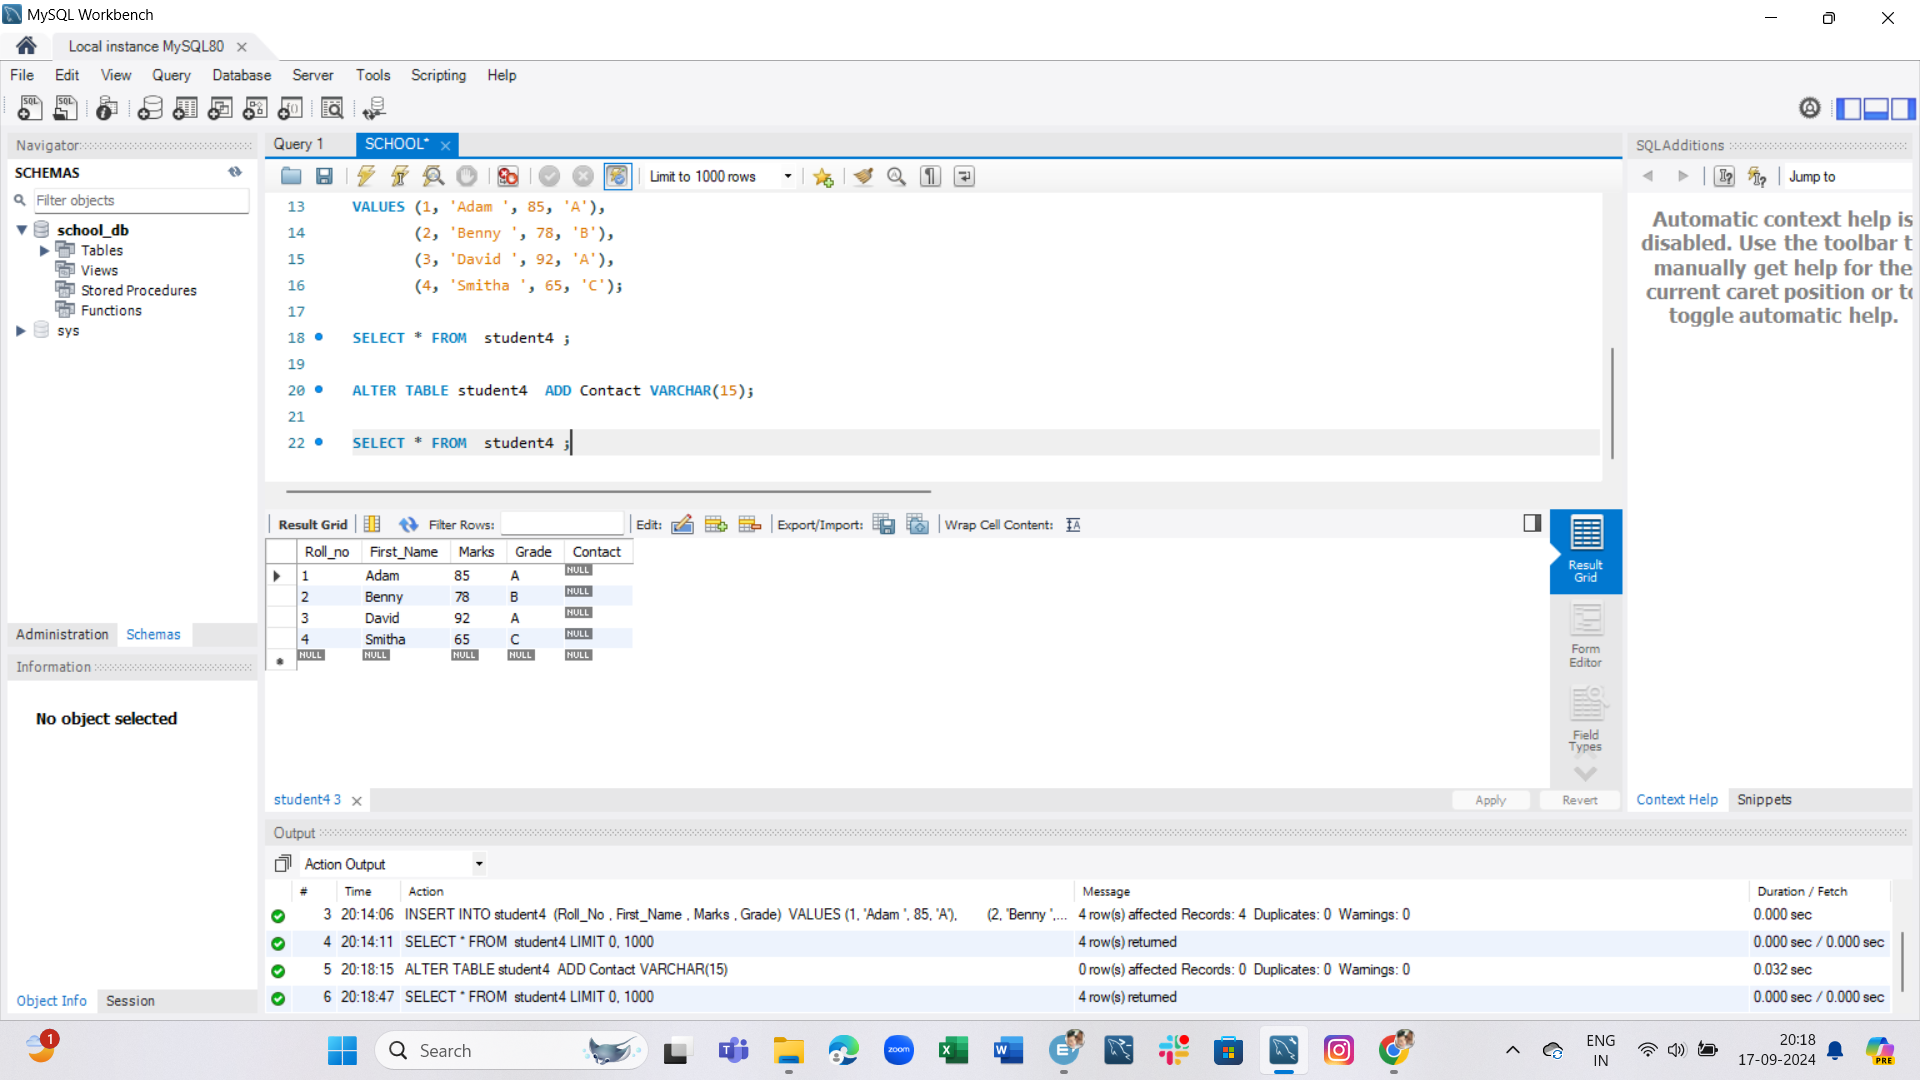 MySQL Workbench
Local instance MySQL80
File Edit View Query Database Server Tools Scripting Help
Navigator
SCHEMAS
Filter objects
school_db
Tables
Views
Stored Procedures
Functions
sys
Administration Schemas
Information
No object selected
Object Info Session
Query 1 SCHOOL*
Limit to 1000 rows
13 VALUES (1, 'Adam ', 85, 'A'),
14 (2, 'Benny ', 78, 'B'),
15 (3, 'David ', 92, 'A'),
16 (4, 'Smitha ', 65, 'C');
17
18 SELECT * FROM  student4 ;
19
20 ALTER TABLE student4  ADD Contact VARCHAR(15);
21
22 SELECT * FROM  student4 ;
Result Grid Filter Rows: Edit: Export/Import: Wrap Cell Content:
Roll_no First_Name Marks Grade Contact
1 Adam 85 A NULL
2 Benny 78 B NULL
3 David 92 A NULL
4 Smitha 65 C NULL
NULL NULL NULL NULL NULL
Result
Grid
Form
Editor
Field
Types
student4 3
Apply Revert
SQLAdditions
Jump to
Automatic context help is
disabled. Use the toolbar t
manually get help for the
current caret position or to
toggle automatic help.
Context Help Snippets
Output
Action Output
# Time Action Message Duration / Fetch
3 20:14:06 INSERT INTO student4  (Roll_No , First_Name , Marks , Grade)  VALUES (1, 'Adam ', 85, 'A'), (2, 'Benny ',... 4 row(s) affected Records: 4  Duplicates: 0  Warnings: 0 0.000 sec
4 20:14:11 SELECT * FROM  student4 LIMIT 0, 1000 4 row(s) returned 0.000 sec / 0.000 sec
5 20:18:15 ALTER TABLE student4  ADD Contact VARCHAR(15) 0 row(s) affected Records: 0  Duplicates: 0  Warnings: 0 0.032 sec
6 20:18:47 SELECT * FROM  student4 LIMIT 0, 1000 4 row(s) returned 0.000 sec / 0.000 sec
1
Search
zoom
ENG
IN
20:18
17-09-2024
PRE